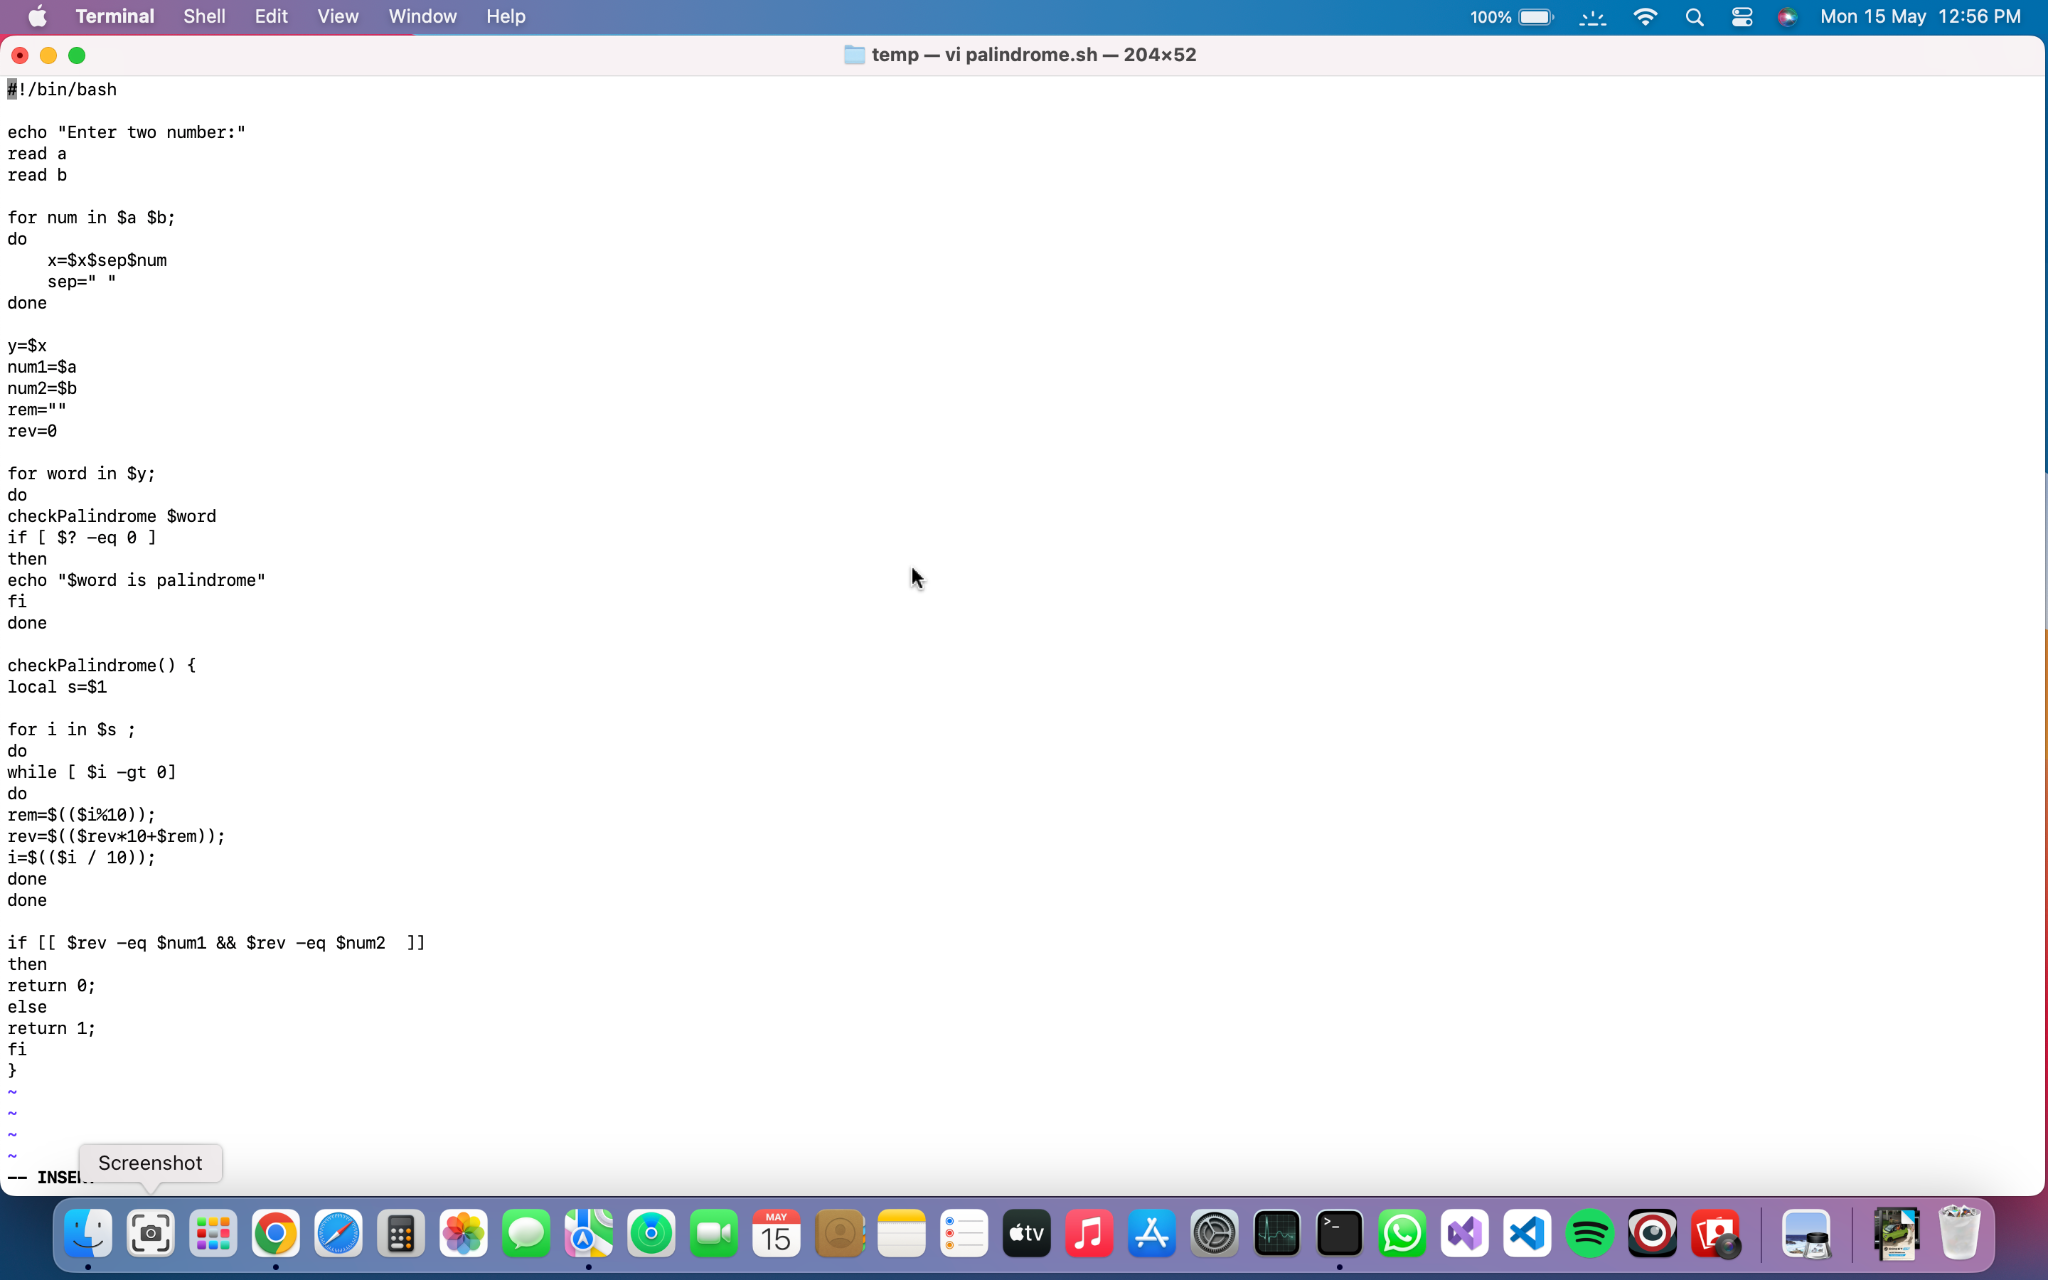 Terminal Shell Edit View Window Help 100% Mon 15 May 12:56 PM
temp — vi palindrome.sh — 204×52
#!/bin/bash
echo "Enter two number:"
read a
read b
for num in $a $b;
do
    x=$x$sep$num
    sep=" "
done
y=$x
num1=$a
num2=$b
rem=""
rev=0
for word in $y;
do
checkPalindrome $word
if [ $? -eq 0 ]
then
echo "$word is palindrome"
fi
done
checkPalindrome() {
local s=$1
for i in $s ;
do
while [ $i -gt 0]
do
rem=$(($i%10));
rev=$(($rev*10+$rem));
i=$(($i / 10));
done
done
if [[ $rev -eq $num1 && $rev -eq $num2  ]]
then
return 0;
else
return 1;
fi
}
~
~
~
~
Screenshot
-- INSERT
MAY
15
tv
>_